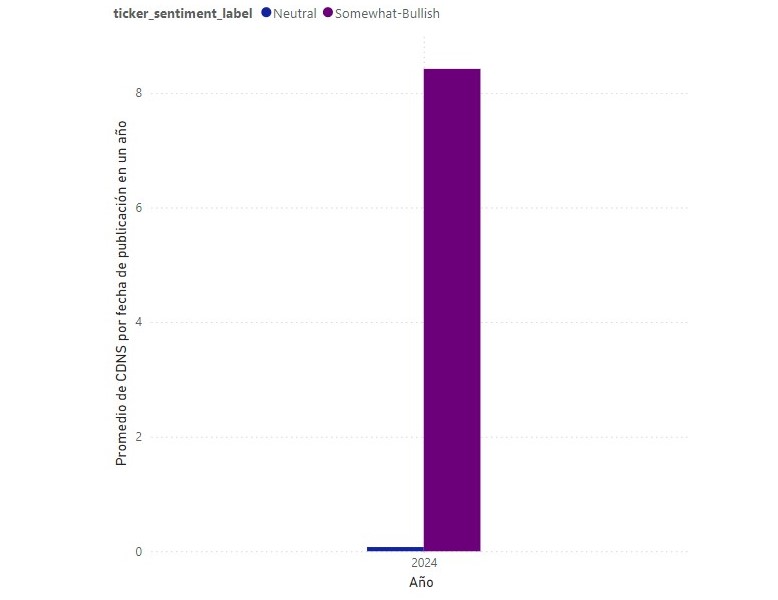 ticker_sentiment_label Neutral Somewhat-Bullish
Promedio de CDNS por fecha de publicación en un año
8
6
4
2
0
2024
Año